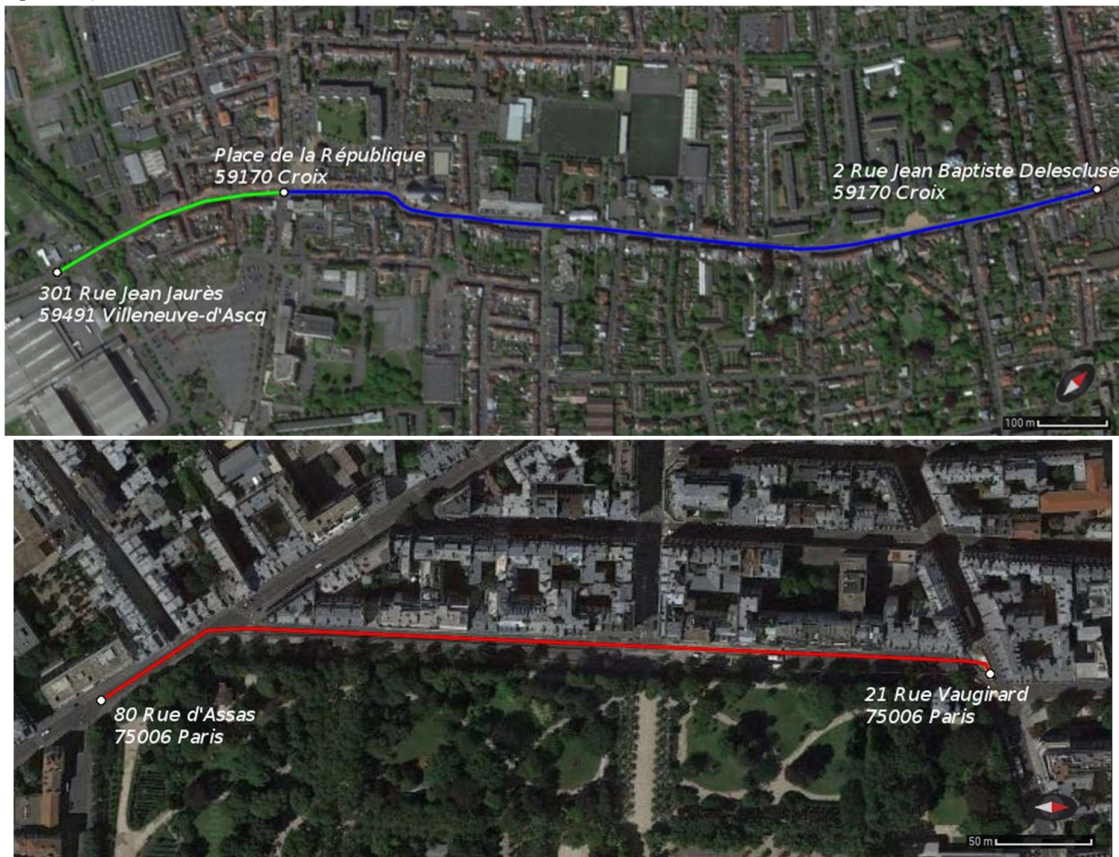 Place de la République
59170 Croix
2 Rue Jean Baptiste Delescluse
59170 Croix
301 Rue Jean Jaurès
59491 Villeneuve-d'Ascq
100 m
80 Rue d'Assas
75006 Paris
21 Rue Vaugirard
75006 Paris
50 m